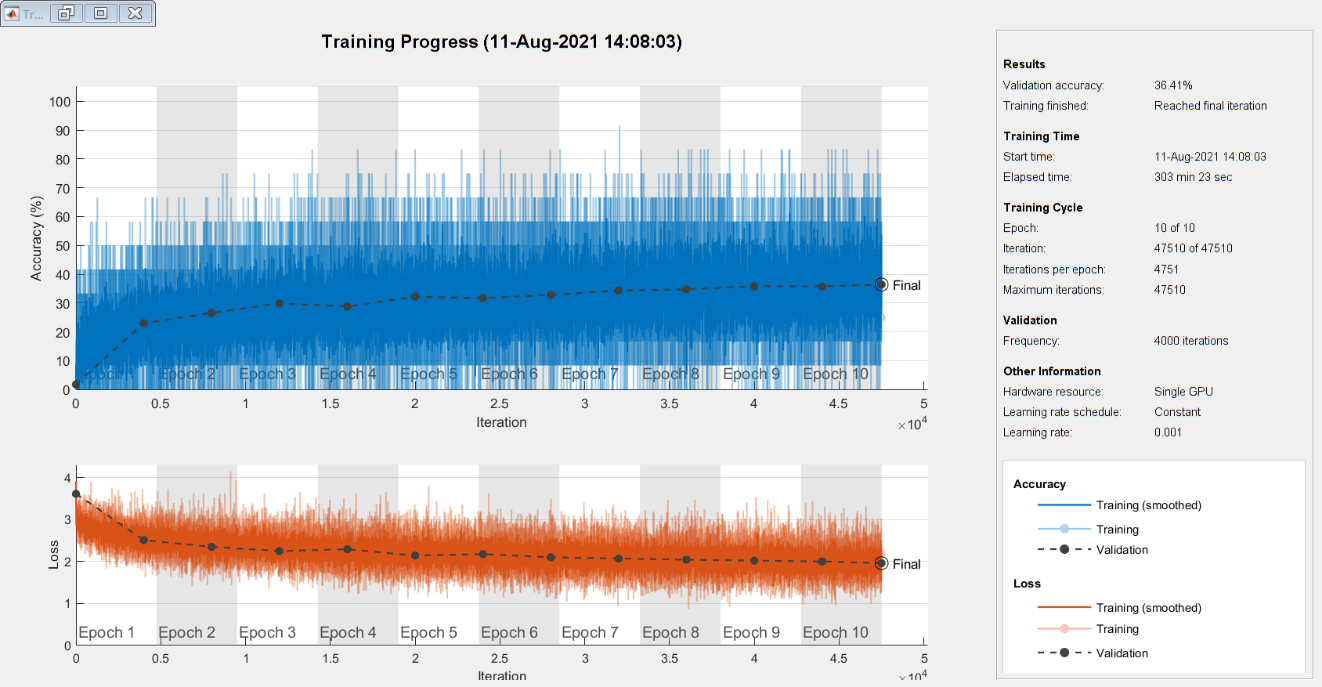 Tr...
Training Progress (11-Aug-2021 14:08:03)
100
90
80
70
60
50
40
30
20
10
0
Accuracy (%)
Final
Epoch 2
Epoch 3
Epoch 4
Epoch 5
Epoch 6
Epoch 7
Epoch 8
Epoch 9
Epoch 10
0 0.5 1 1.5 2 2.5 3 3.5 4 4.5 5
Iteration
×10⁴
4
3
2
1
0
Loss
Final
Epoch 1 Epoch 2 Epoch 3 Epoch 4 Epoch 5 Epoch 6 Epoch 7 Epoch 8 Epoch 9 Epoch 10
0 0.5 1 1.5 2 2.5 3 3.5 4 4.5 5
Iteration
×10⁴
Results
Validation accuracy: 36.41%
Training finished: Reached final iteration
Training Time
Start time: 11-Aug-2021 14:08:03
Elapsed time: 303 min 23 sec
Training Cycle
Epoch: 10 of 10
Iteration: 47510 of 47510
Iterations per epoch: 4751
Maximum iterations: 47510
Validation
Frequency: 4000 iterations
Other Information
Hardware resource: Single GPU
Learning rate schedule: Constant
Learning rate: 0.001
Accuracy
Training (smoothed)
Training
Validation
Loss
Training (smoothed)
Training
Validation